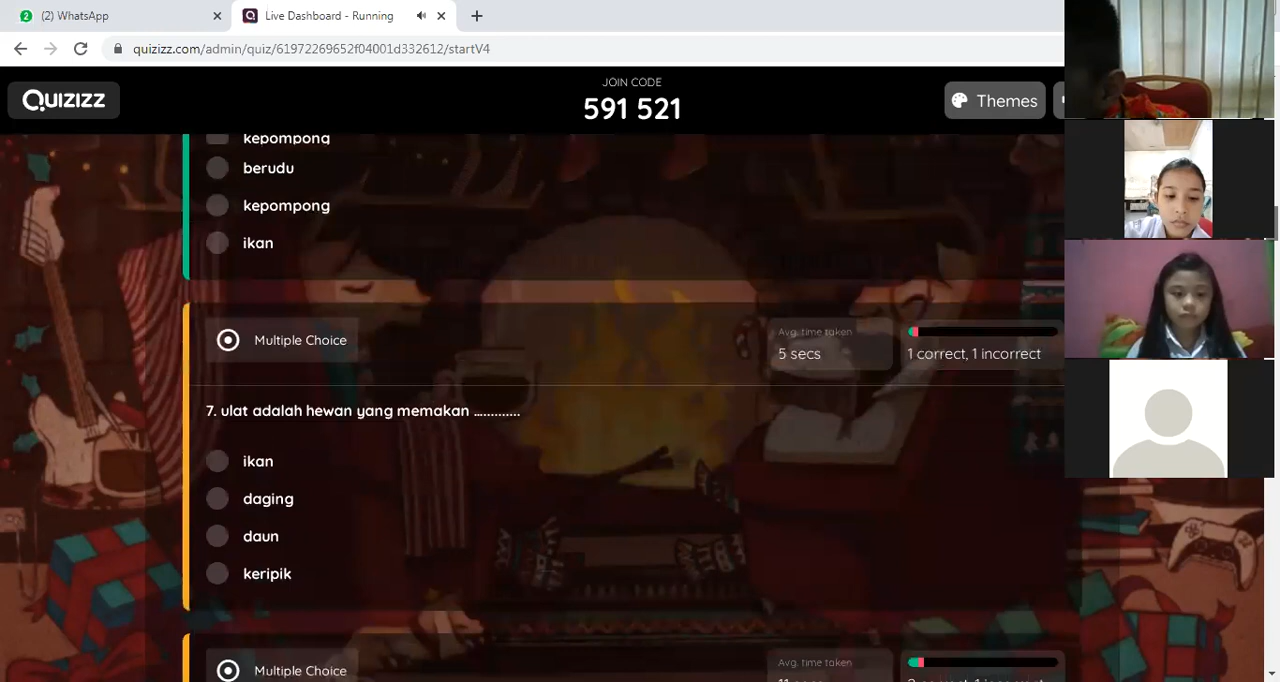 (2) WhatsApp
Live Dashboard - Running
quizizz.com/admin/quiz/61972269652f04001d332612/startV4
QUIZIZZ
JOIN CODE
591 521
Themes
kepompong
berudu
kepompong
ikan
Multiple Choice
Avg. time taken
5 secs
1 correct, 1 incorrect
7. ulat adalah hewan yang memakan ............
ikan
daging
daun
keripik
Multiple Choice
Avg. time taken